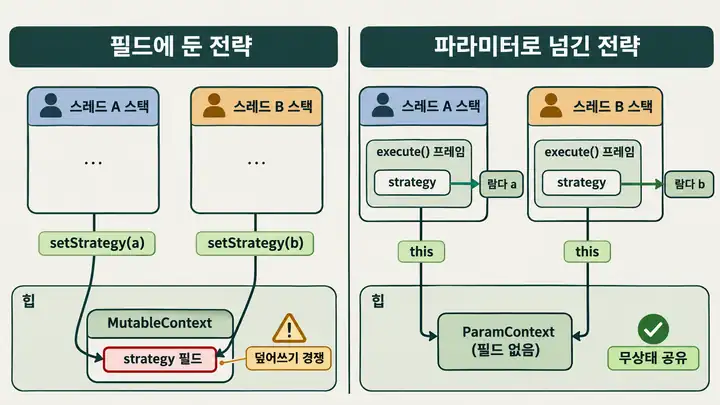 필드에 둔 전략
스레드 A 스택
스레드 B 스택
...
...
setStrategy(a)
setStrategy(b)
힙
MutableContext
strategy 필드
덮어쓰기 경쟁
파라미터로 넘긴 전략
스레드 A 스택
스레드 B 스택
execute() 프레임
strategy
람다 a
execute() 프레임
strategy
람다 b
this
this
힙
ParamContext
(필드 없음)
무상태 공유